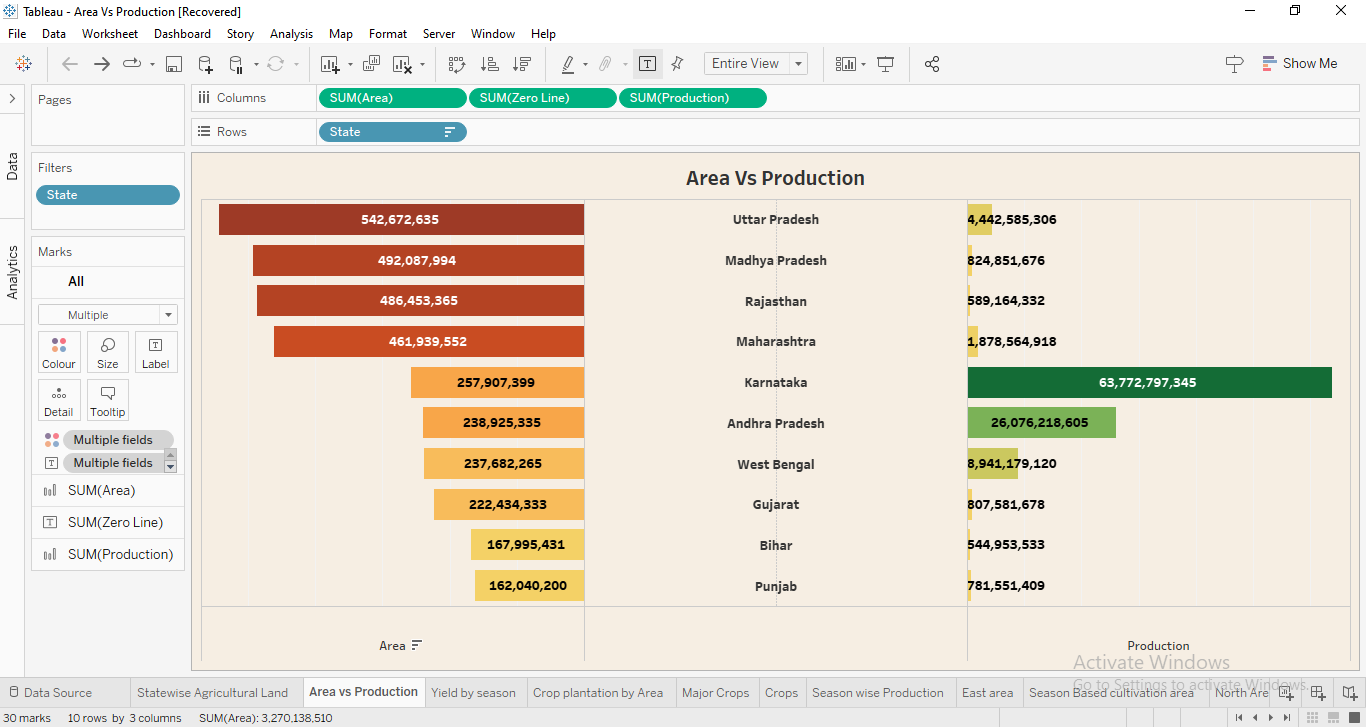 Tableau - Area Vs Production [Recovered]
File Data Worksheet Dashboard Story Analysis Map Format Server Window Help
Entire View
Show Me
Pages
Columns
SUM(Area)
SUM(Zero Line)
SUM(Production)
Rows
State
Data
Analytics
Filters
State
Marks
All
Multiple
Colour
Size
Label
Detail
Tooltip
Multiple fields
Multiple fields
SUM(Area)
SUM(Zero Line)
SUM(Production)
Area Vs Production
542,672,635 Uttar Pradesh 4,442,585,306
492,087,994 Madhya Pradesh 824,851,676
486,453,365 Rajasthan 589,164,332
461,939,552 Maharashtra 1,878,564,918
257,907,399 Karnataka 63,772,797,345
238,925,335 Andhra Pradesh 26,076,218,605
237,682,265 West Bengal 8,941,179,120
222,434,333 Gujarat 807,581,678
167,995,431 Bihar 544,953,533
162,040,200 Punjab 781,551,409
Area
Production
Activate Windows
Go to Settings to activate Windows.
Data Source
Statewise Agricultural Land
Area vs Production
Yield by season
Crop plantation by Area
Major Crops
Crops
Season wise Production
East area
Season Based cultivation area
North Are
30 marks 10 rows by 3 columns SUM(Area): 3,270,138,510